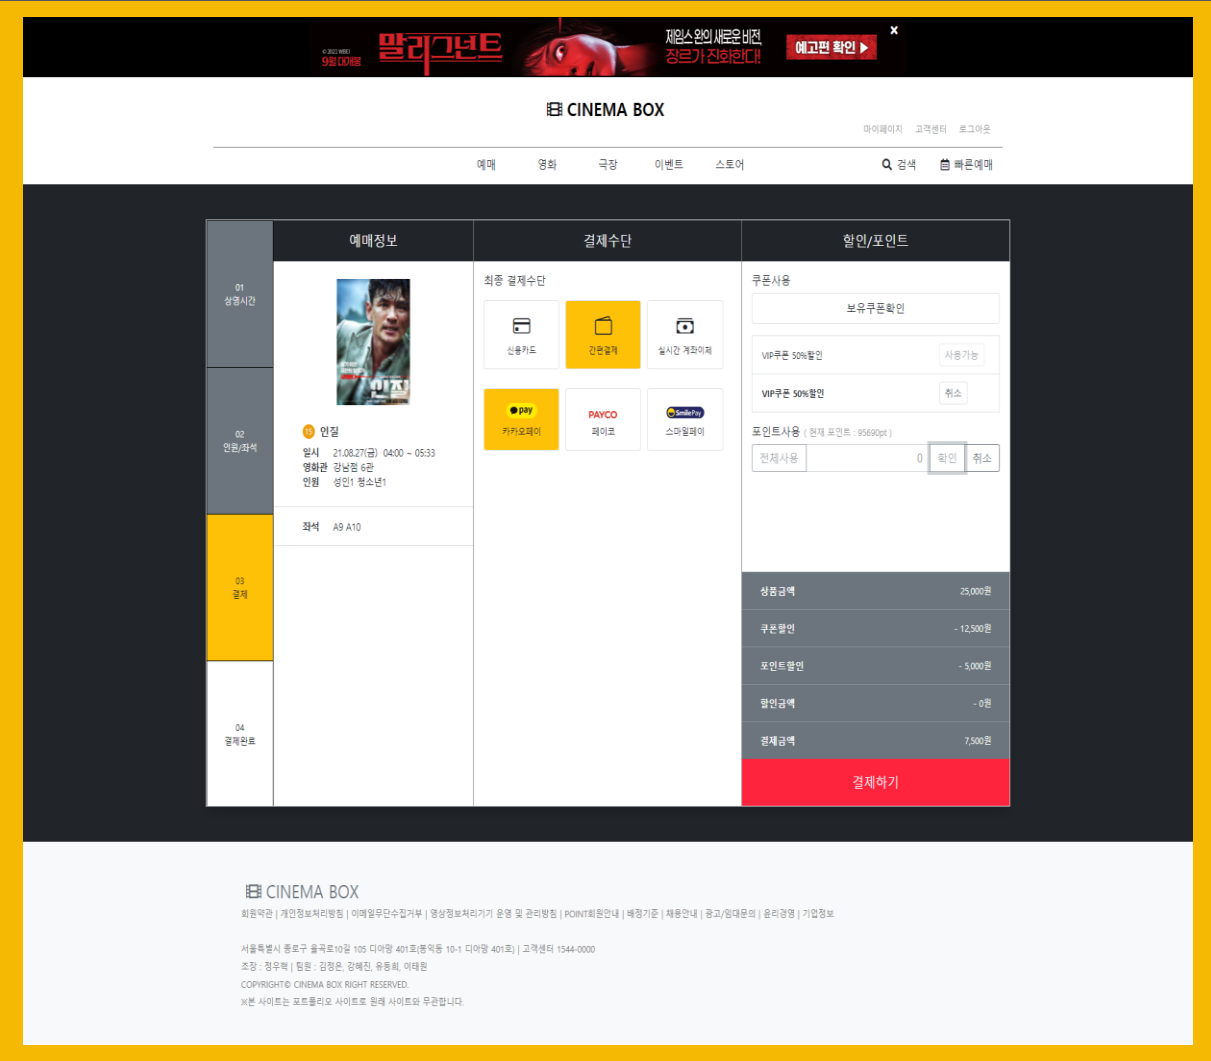 © 2021 WBEI
9월 대개봉
말리그넌트
제임스 완의 새로운 비전,
장르가 진화한다!
예고편 확인 ▶
x
CINEMA BOX
마이페이지 고객센터 로그아웃
예매 영화 극장 이벤트 스토어
검색 빠른예매
01
상영시간
02
인원/좌석
03
결제
04
결제완료
예매정보
인질
15 인질
일시 21.08.27(금) 04:00 ~ 05:33
영화관 강남점 6관
인원 성인1 청소년1
좌석 A9 A10
결제수단
최종 결제수단
신용카드 간편결제 실시간 계좌이체
pay PAYCO SmilePay
카카오페이 페이코 스마일페이
할인/포인트
쿠폰사용
보유쿠폰확인
VIP쿠폰 50%할인 사용가능
VIP쿠폰 50%할인 취소
포인트사용 ( 현재 포인트 : 95690pt )
전체사용 0 확인 취소
상품금액 25,000원
쿠폰할인 - 12,500원
포인트할인 - 5,000원
할인금액 - 0원
결제금액 7,500원
결제하기
CINEMA BOX
회원약관 | 개인정보처리방침 | 이메일무단수집거부 | 영상정보처리기기 운영 및 관리방침 | POINT회원안내 | 배정기준 | 채용안내 | 광고/임대문의 | 윤리경영 | 기업정보
서울특별시 종로구 율곡로10길 105 디아망 401호(봉익동 10-1 디아망 401호) | 고객센터 1544-0000
조장 : 정우혁 | 팀원 : 김정은, 강혜진, 유동희, 이태원
COPYRIGHT© CINEMA BOX RIGHT RESERVED.
※본 사이트는 포트폴리오 사이트로 원래 사이트와 무관합니다.